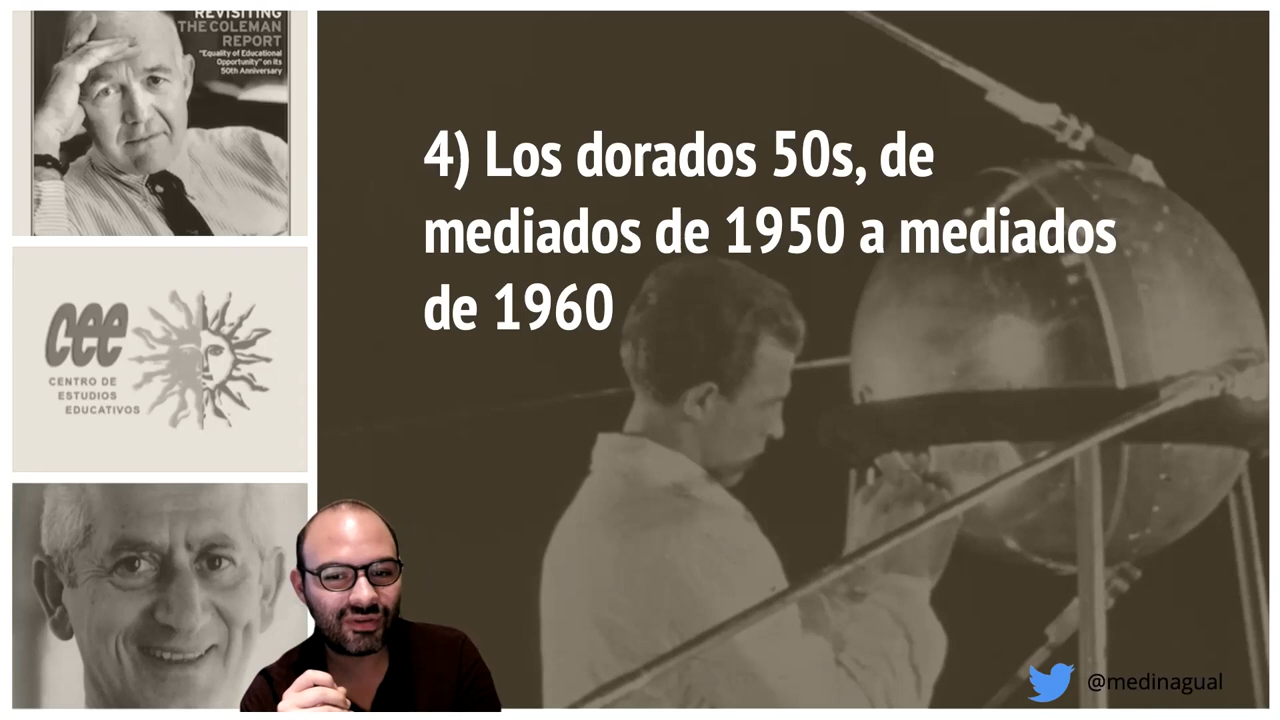 REVISITING
THE COLEMAN
REPORT
"Equality of Educational
Opportunity" on its
50th Anniversary
cee
CENTRO DE
ESTUDIOS
EDUCATIVOS
4) Los dorados 50s, de
mediados de 1950 a mediados
de 1960
@medinagual